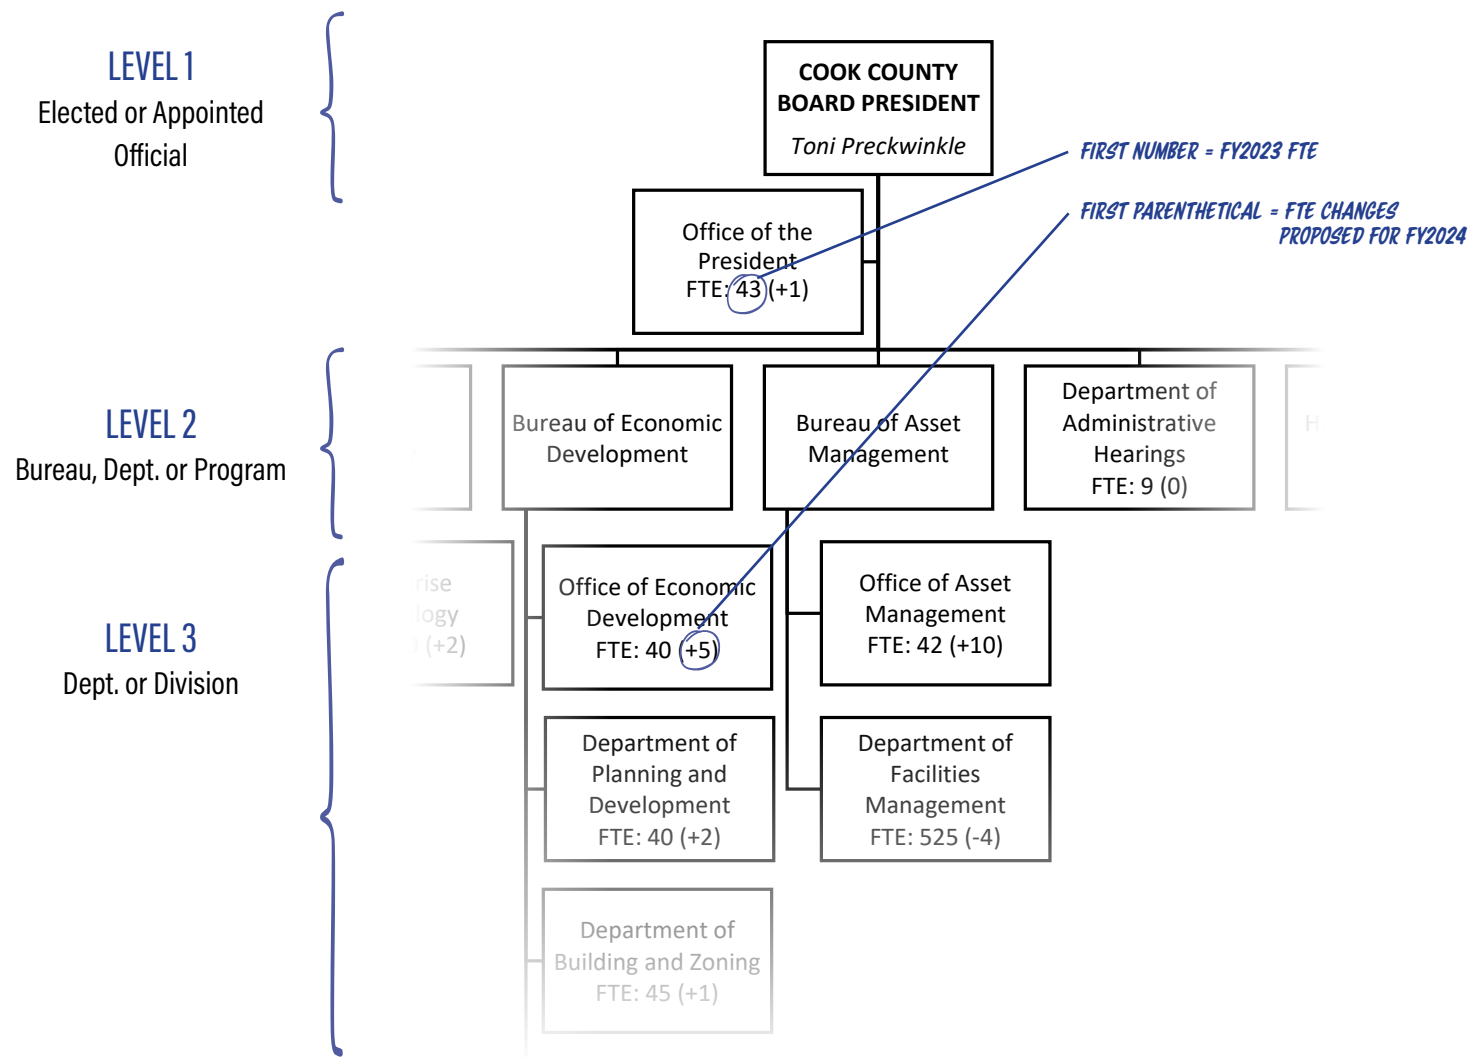 LEVEL 1
Elected or Appointed
Official
COOK COUNTY
BOARD PRESIDENT
Toni Preckwinkle
FIRST NUMBER = FY2023 FTE
FIRST PARENTHETICAL = FTE CHANGES
PROPOSED FOR FY2024
Office of the
President
FTE: 43 (+1)
LEVEL 2
Bureau, Dept. or Program
Bureau of Economic
Development
Bureau of Asset
Management
Department of
Administrative
Hearings
FTE: 9 (0)
LEVEL 3
Dept. or Division
(+2)
Office of Economic
Development
FTE: 40 (+5)
Office of Asset
Management
FTE: 42 (+10)
Department of
Planning and
Development
FTE: 40 (+2)
Department of
Facilities
Management
FTE: 525 (-4)
Department of
Building and Zoning
FTE: 45 (+1)